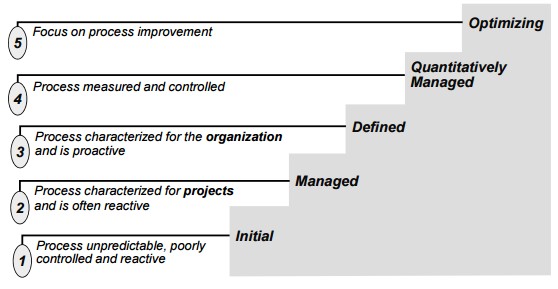 5
Focus on process improvement
Optimizing
4
Process measured and controlled
Quantitatively
Managed
3
Process characterized for the organization
and is proactive
Defined
2
Process characterized for projects
and is often reactive
Managed
1
Process unpredictable, poorly
controlled and reactive
Initial